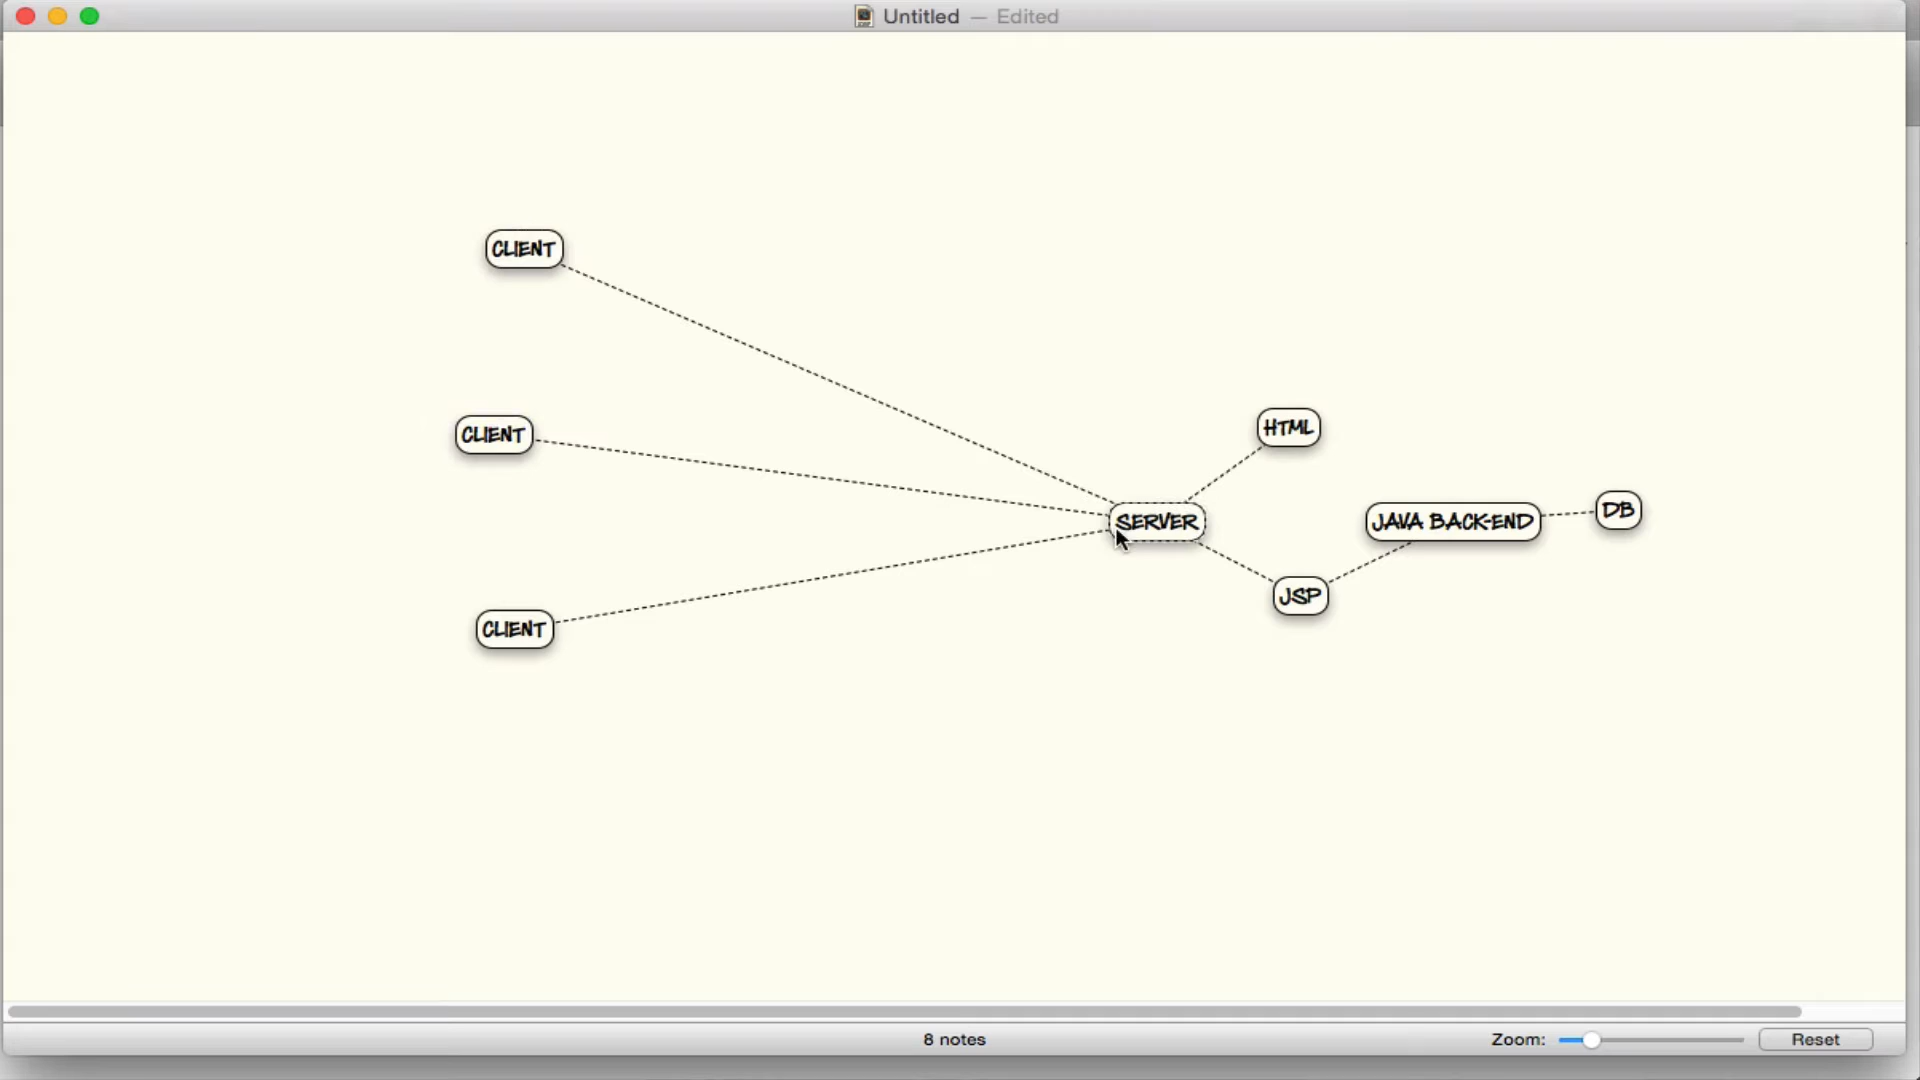 Untitled — Edited
CLIENT
CLIENT
HTML
SERVER
JAVA BACK-END
DB
JSP
CLIENT
8 notes
Zoom:
Reset